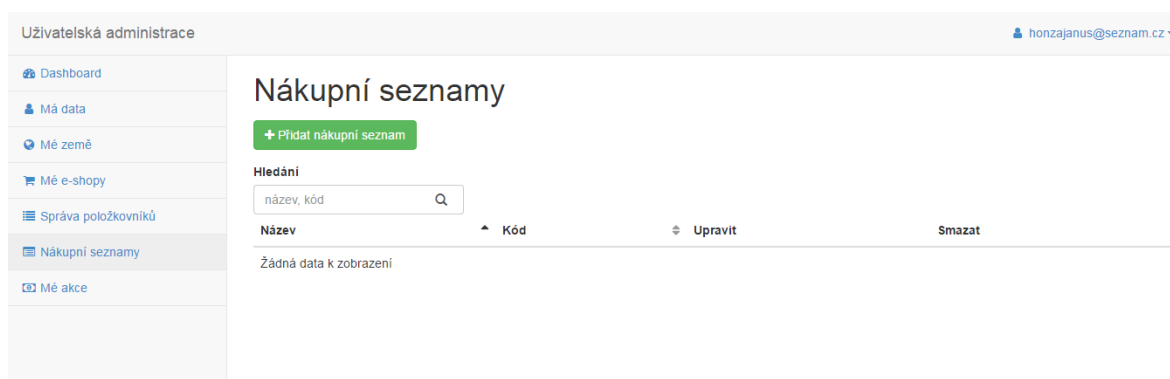 Uživatelská administrace
honzajanus@seznam.cz
Dashboard
Má data
Mé země
Mé e-shopy
Správa položkovníků
Nákupní seznamy
Mé akce
Nákupní seznamy
Přidat nákupní seznam
Hledání
název, kód
Název Kód Upravit Smazat
Žádná data k zobrazení